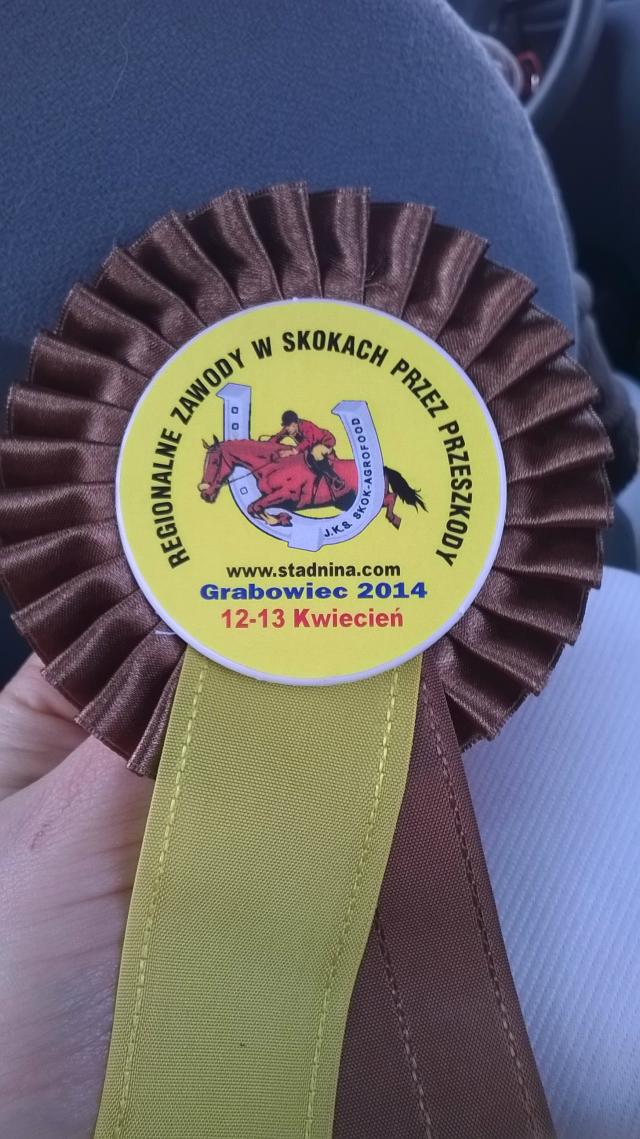 REGIONALNE ZAWODY W SKOKACH PRZEZ PRZESZKODY
J.K.S. SKOK-AGROFOOD
www.stadnina.com
Grabowiec 2014
12-13 Kwiecień